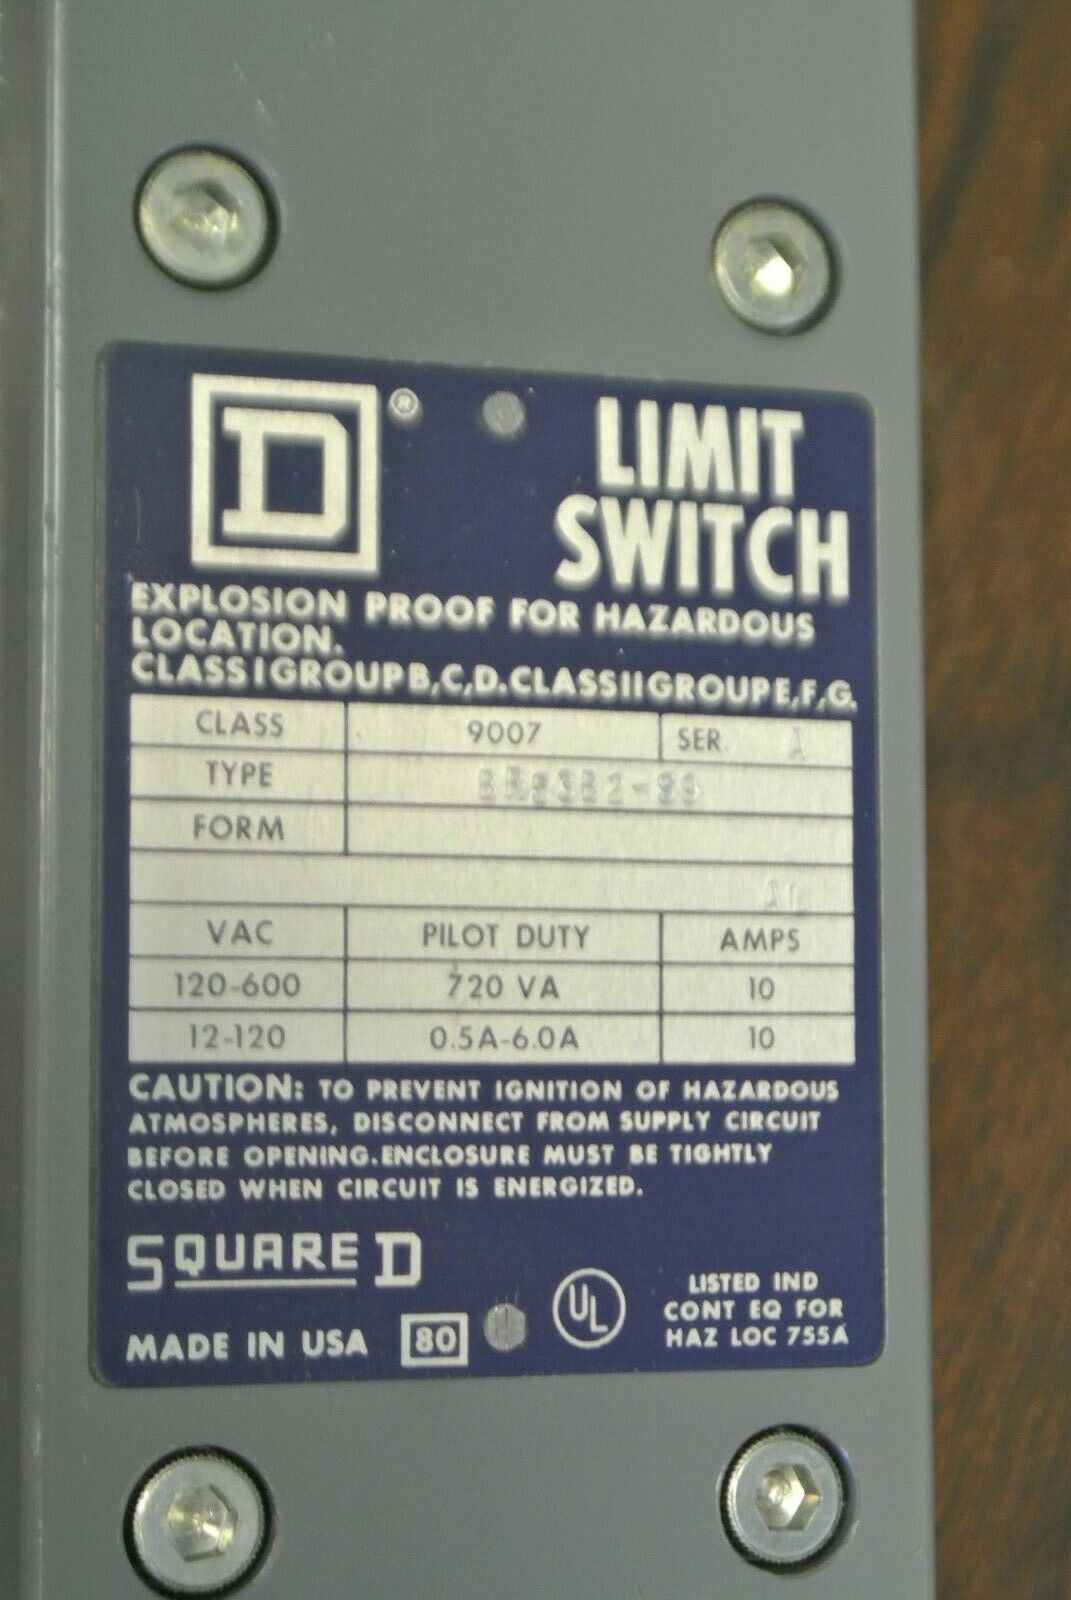 D ®
LIMIT
SWITCH
EXPLOSION PROOF FOR HAZARDOUS
LOCATION.
CLASS I GROUP B,C,D. CLASS II GROUP E,F,G.
CLASS 9007 SER. A
TYPE
FORM
VAC PILOT DUTY AMPS
120-600 720 VA 10
12-120 0.5A-6.0A 10
CAUTION: TO PREVENT IGNITION OF HAZARDOUS
ATMOSPHERES, DISCONNECT FROM SUPPLY CIRCUIT
BEFORE OPENING. ENCLOSURE MUST BE TIGHTLY
CLOSED WHEN CIRCUIT IS ENERGIZED.
SQUARE D
MADE IN USA 80
UL
LISTED IND
CONT EQ FOR
HAZ LOC 755A